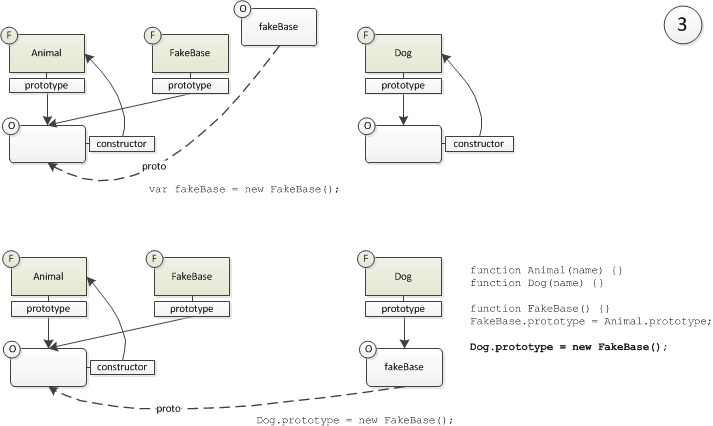 O
fakeBase
3
F
Animal
prototype
F
FakeBase
prototype
F
Dog
prototype
O
constructor
O
constructor
proto
var fakeBase = new FakeBase();
F
Animal
prototype
F
FakeBase
prototype
F
Dog
prototype
O
constructor
O
fakeBase
proto
Dog.prototype = new FakeBase();
function Animal(name) {}
function Dog(name) {}
function FakeBase() {}
FakeBase.prototype = Animal.prototype;
Dog.prototype = new FakeBase();